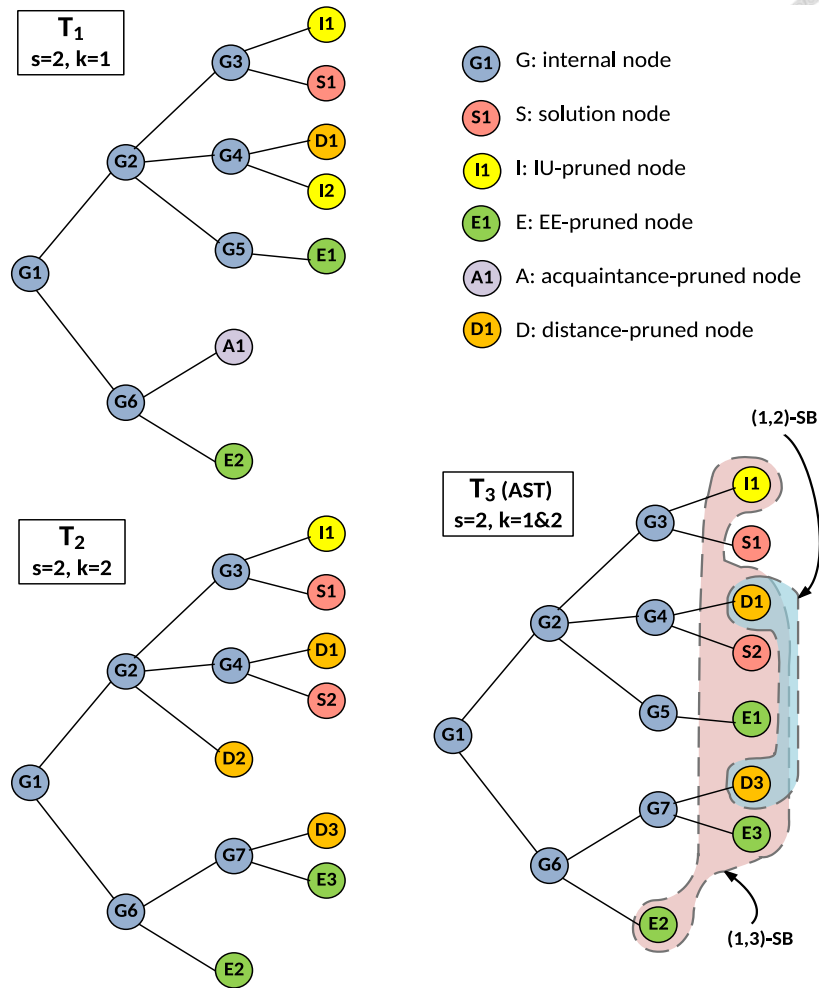 T1
s=2, k=1
G1
G2
G3
I1
S1
G4
D1
I2
G5
E1
G6
A1
E2
G1 G: internal node
S1 S: solution node
I1 I: IU-pruned node
E1 E: EE-pruned node
A1 A: acquaintance-pruned node
D1 D: distance-pruned node
T2
s=2, k=2
G1
G2
G3
I1
S1
G4
D1
S2
D2
G6
G7
D3
E3
E2
T3 (AST)
s=2, k=1&2
(1,2)-SB
G1
G2
G3
I1
S1
G4
D1
S2
G5
E1
G6
G7
D3
E3
E2
(1,3)-SB